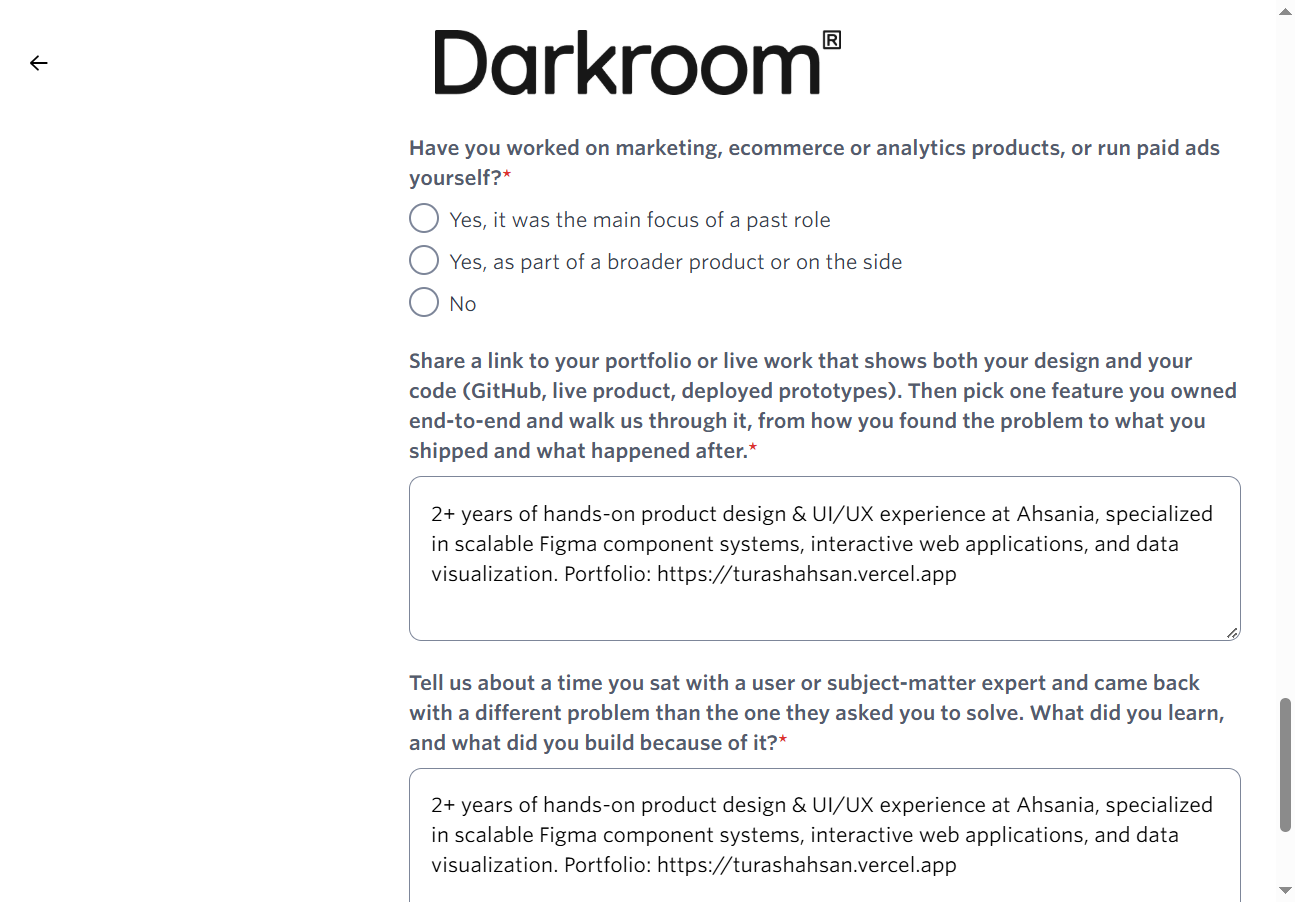 Darkroom®
Have you worked on marketing, ecommerce or analytics products, or run paid ads
yourself?*
Yes, it was the main focus of a past role
Yes, as part of a broader product or on the side
No
Share a link to your portfolio or live work that shows both your design and your
code (GitHub, live product, deployed prototypes). Then pick one feature you owned
end-to-end and walk us through it, from how you found the problem to what you
shipped and what happened after.*
2+ years of hands-on product design & UI/UX experience at Ahsania, specialized
in scalable Figma component systems, interactive web applications, and data
visualization. Portfolio: https://turashahsan.vercel.app
Tell us about a time you sat with a user or subject-matter expert and came back
with a different problem than the one they asked you to solve. What did you learn,
and what did you build because of it?*
2+ years of hands-on product design & UI/UX experience at Ahsania, specialized
in scalable Figma component systems, interactive web applications, and data
visualization. Portfolio: https://turashahsan.vercel.app